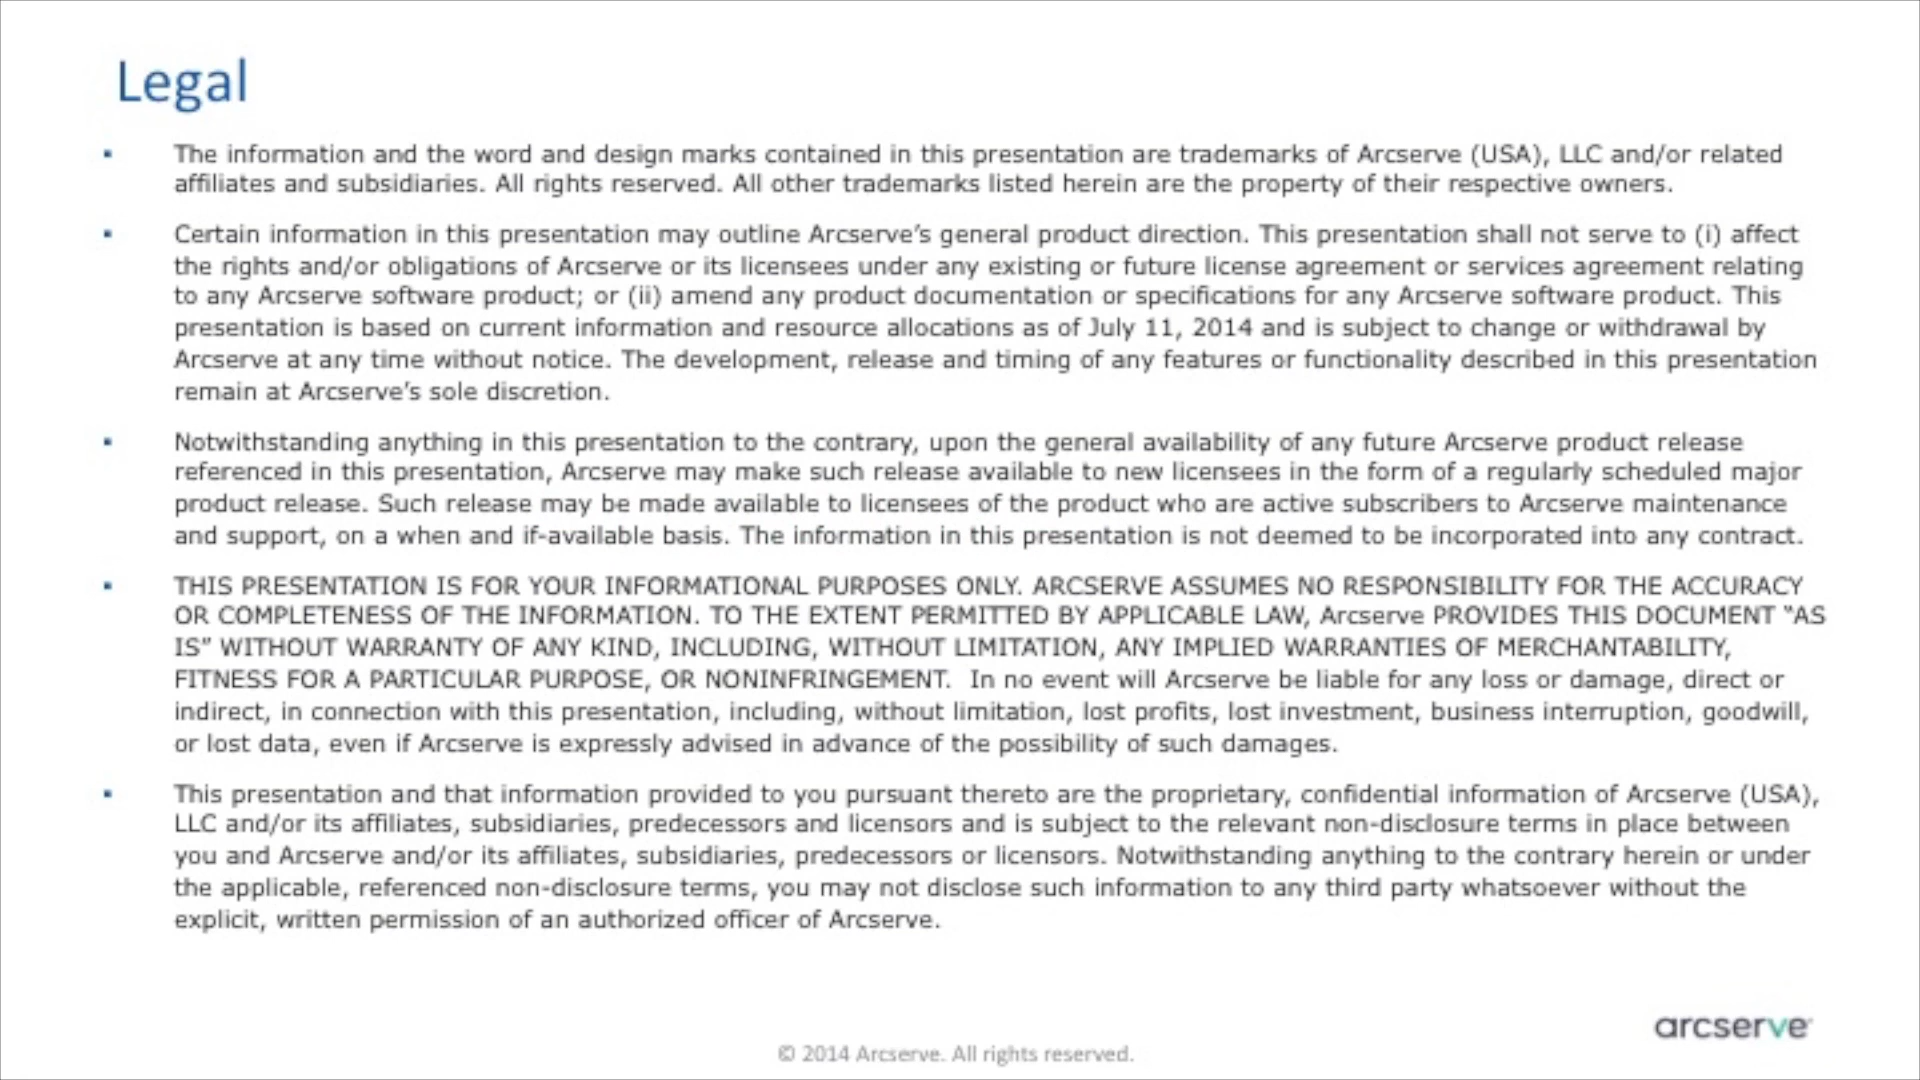 Legal
▪ The information and the word and design marks contained in this presentation are trademarks of Arcserve (USA), LLC and/or related
affiliates and subsidiaries. All rights reserved. All other trademarks listed herein are the property of their respective owners.
▪ Certain information in this presentation may outline Arcserve’s general product direction. This presentation shall not serve to (i) affect
the rights and/or obligations of Arcserve or its licensees under any existing or future license agreement or services agreement relating
to any Arcserve software product; or (ii) amend any product documentation or specifications for any Arcserve software product. This
presentation is based on current information and resource allocations as of July 11, 2014 and is subject to change or withdrawal by
Arcserve at any time without notice. The development, release and timing of any features or functionality described in this presentation
remain at Arcserve’s sole discretion.
▪ Notwithstanding anything in this presentation to the contrary, upon the general availability of any future Arcserve product release
referenced in this presentation, Arcserve may make such release available to new licensees in the form of a regularly scheduled major
product release. Such release may be made available to licensees of the product who are active subscribers to Arcserve maintenance
and support, on a when and if-available basis. The information in this presentation is not deemed to be incorporated into any contract.
▪ THIS PRESENTATION IS FOR YOUR INFORMATIONAL PURPOSES ONLY. ARCSERVE ASSUMES NO RESPONSIBILITY FOR THE ACCURACY
OR COMPLETENESS OF THE INFORMATION. TO THE EXTENT PERMITTED BY APPLICABLE LAW, Arcserve PROVIDES THIS DOCUMENT “AS
IS” WITHOUT WARRANTY OF ANY KIND, INCLUDING, WITHOUT LIMITATION, ANY IMPLIED WARRANTIES OF MERCHANTABILITY,
FITNESS FOR A PARTICULAR PURPOSE, OR NONINFRINGEMENT.  In no event will Arcserve be liable for any loss or damage, direct or
indirect, in connection with this presentation, including, without limitation, lost profits, lost investment, business interruption, goodwill,
or lost data, even if Arcserve is expressly advised in advance of the possibility of such damages.
▪ This presentation and that information provided to you pursuant thereto are the proprietary, confidential information of Arcserve (USA),
LLC and/or its affiliates, subsidiaries, predecessors and licensors and is subject to the relevant non-disclosure terms in place between
you and Arcserve and/or its affiliates, subsidiaries, predecessors or licensors. Notwithstanding anything to the contrary herein or under
the applicable, referenced non-disclosure terms, you may not disclose such information to any third party whatsoever without the
explicit, written permission of an authorized officer of Arcserve.
arcserve
© 2014 Arcserve. All rights reserved.